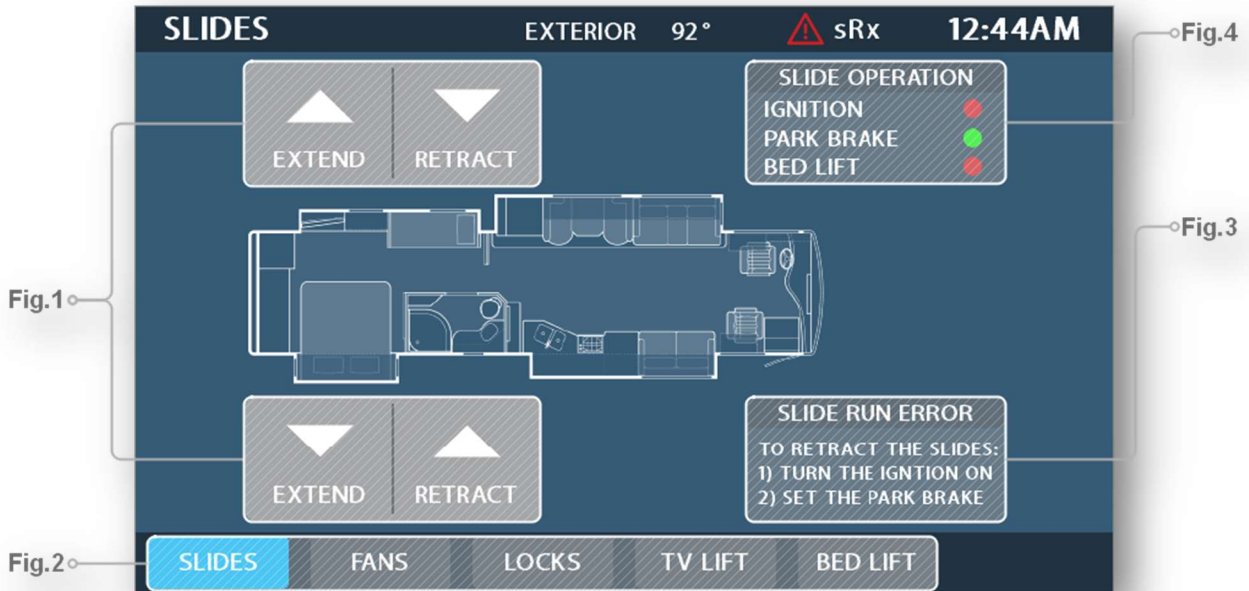 SLIDES EXTERIOR 92° sRx 12:44AM
Fig.4
EXTEND RETRACT
SLIDE OPERATION
IGNITION
PARK BRAKE
BED LIFT
Fig.3
Fig.1
EXTEND RETRACT
SLIDE RUN ERROR
TO RETRACT THE SLIDES:
1) TURN THE IGNTION ON
2) SET THE PARK BRAKE
Fig.2
SLIDES FANS LOCKS TV LIFT BED LIFT